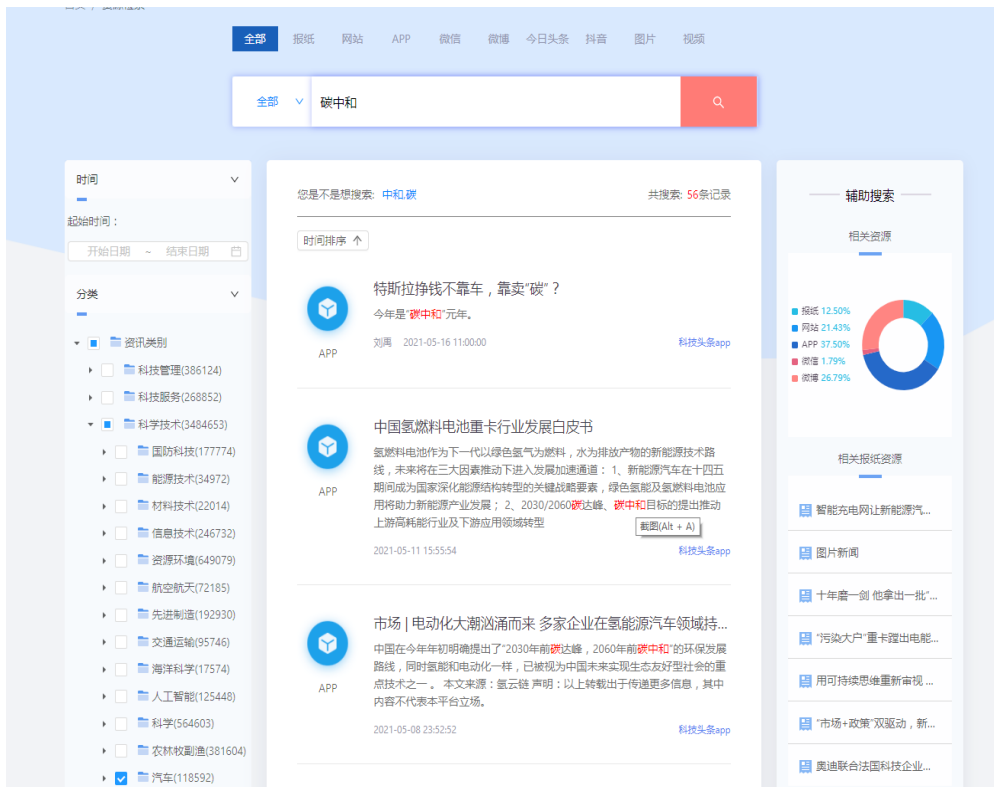 全部 报纸 网站 APP 微信 微博 今日头条 抖音 图片 视频
全部 碳中和
时间
起始时间：
开始日期 ~ 结束日期
分类
资讯类别
科技管理(386124)
科技服务(268852)
科学技术(3484653)
国防科技(177774)
能源技术(34972)
材料技术(22014)
信息技术(246732)
资源环境(649079)
航空航天(72185)
先进制造(192930)
交通运输(95746)
海洋科学(17574)
人工智能(125448)
科学(564603)
农林牧副渔(381604)
汽车(118592)
您是不是想搜索: 中和,碳 共搜索: 56条记录
时间排序
APP
特斯拉挣钱不靠车，靠卖“碳”？
今年是“碳中和”元年。
刘禹 2021-05-16 11:00:00 科技头条app
APP
中国氢燃料电池重卡行业发展白皮书
氢燃料电池作为下一代以绿色氢气为燃料，水为排放产物的新能源技术路
线，未来将在三大因素推动下进入发展加速通道： 1、新能源汽车在十四五
期间成为国家深化能源结构转型的关键战略要素，绿色氢能及氢燃料电池应
用将助力新能源产业发展； 2、2030/2060碳达峰、碳中和目标的提出推动
上游高耗能行业及下游应用领域转型
截图(Alt + A)
2021-05-11 15:55:54 科技头条app
APP
市场 | 电动化大潮汹涌而来 多家企业在氢能源汽车领域持...
中国在今年年初明确提出了“2030年前碳达峰，2060年前碳中和”的环保发展
路线，同时氢能和电动化一样，已被视为中国未来实现生态友好型社会的重
点技术之一 。 本文来源：氢云链 声明：以上转载出于传递更多信息，其中
内容不代表本平台立场。
2021-05-08 23:52:52 科技头条app
辅助搜索
相关资源
报纸 12.50%
网站 21.43%
APP 37.50%
微信 1.79%
微博 26.79%
相关报纸资源
智能充电网让新能源汽...
图片新闻
十年磨一剑 他拿出一批“...
“污染大户”重卡蹚出电能...
用可持续思维重新审视 ...
“市场+政策”双驱动，新...
奥迪联合法国科技企业...